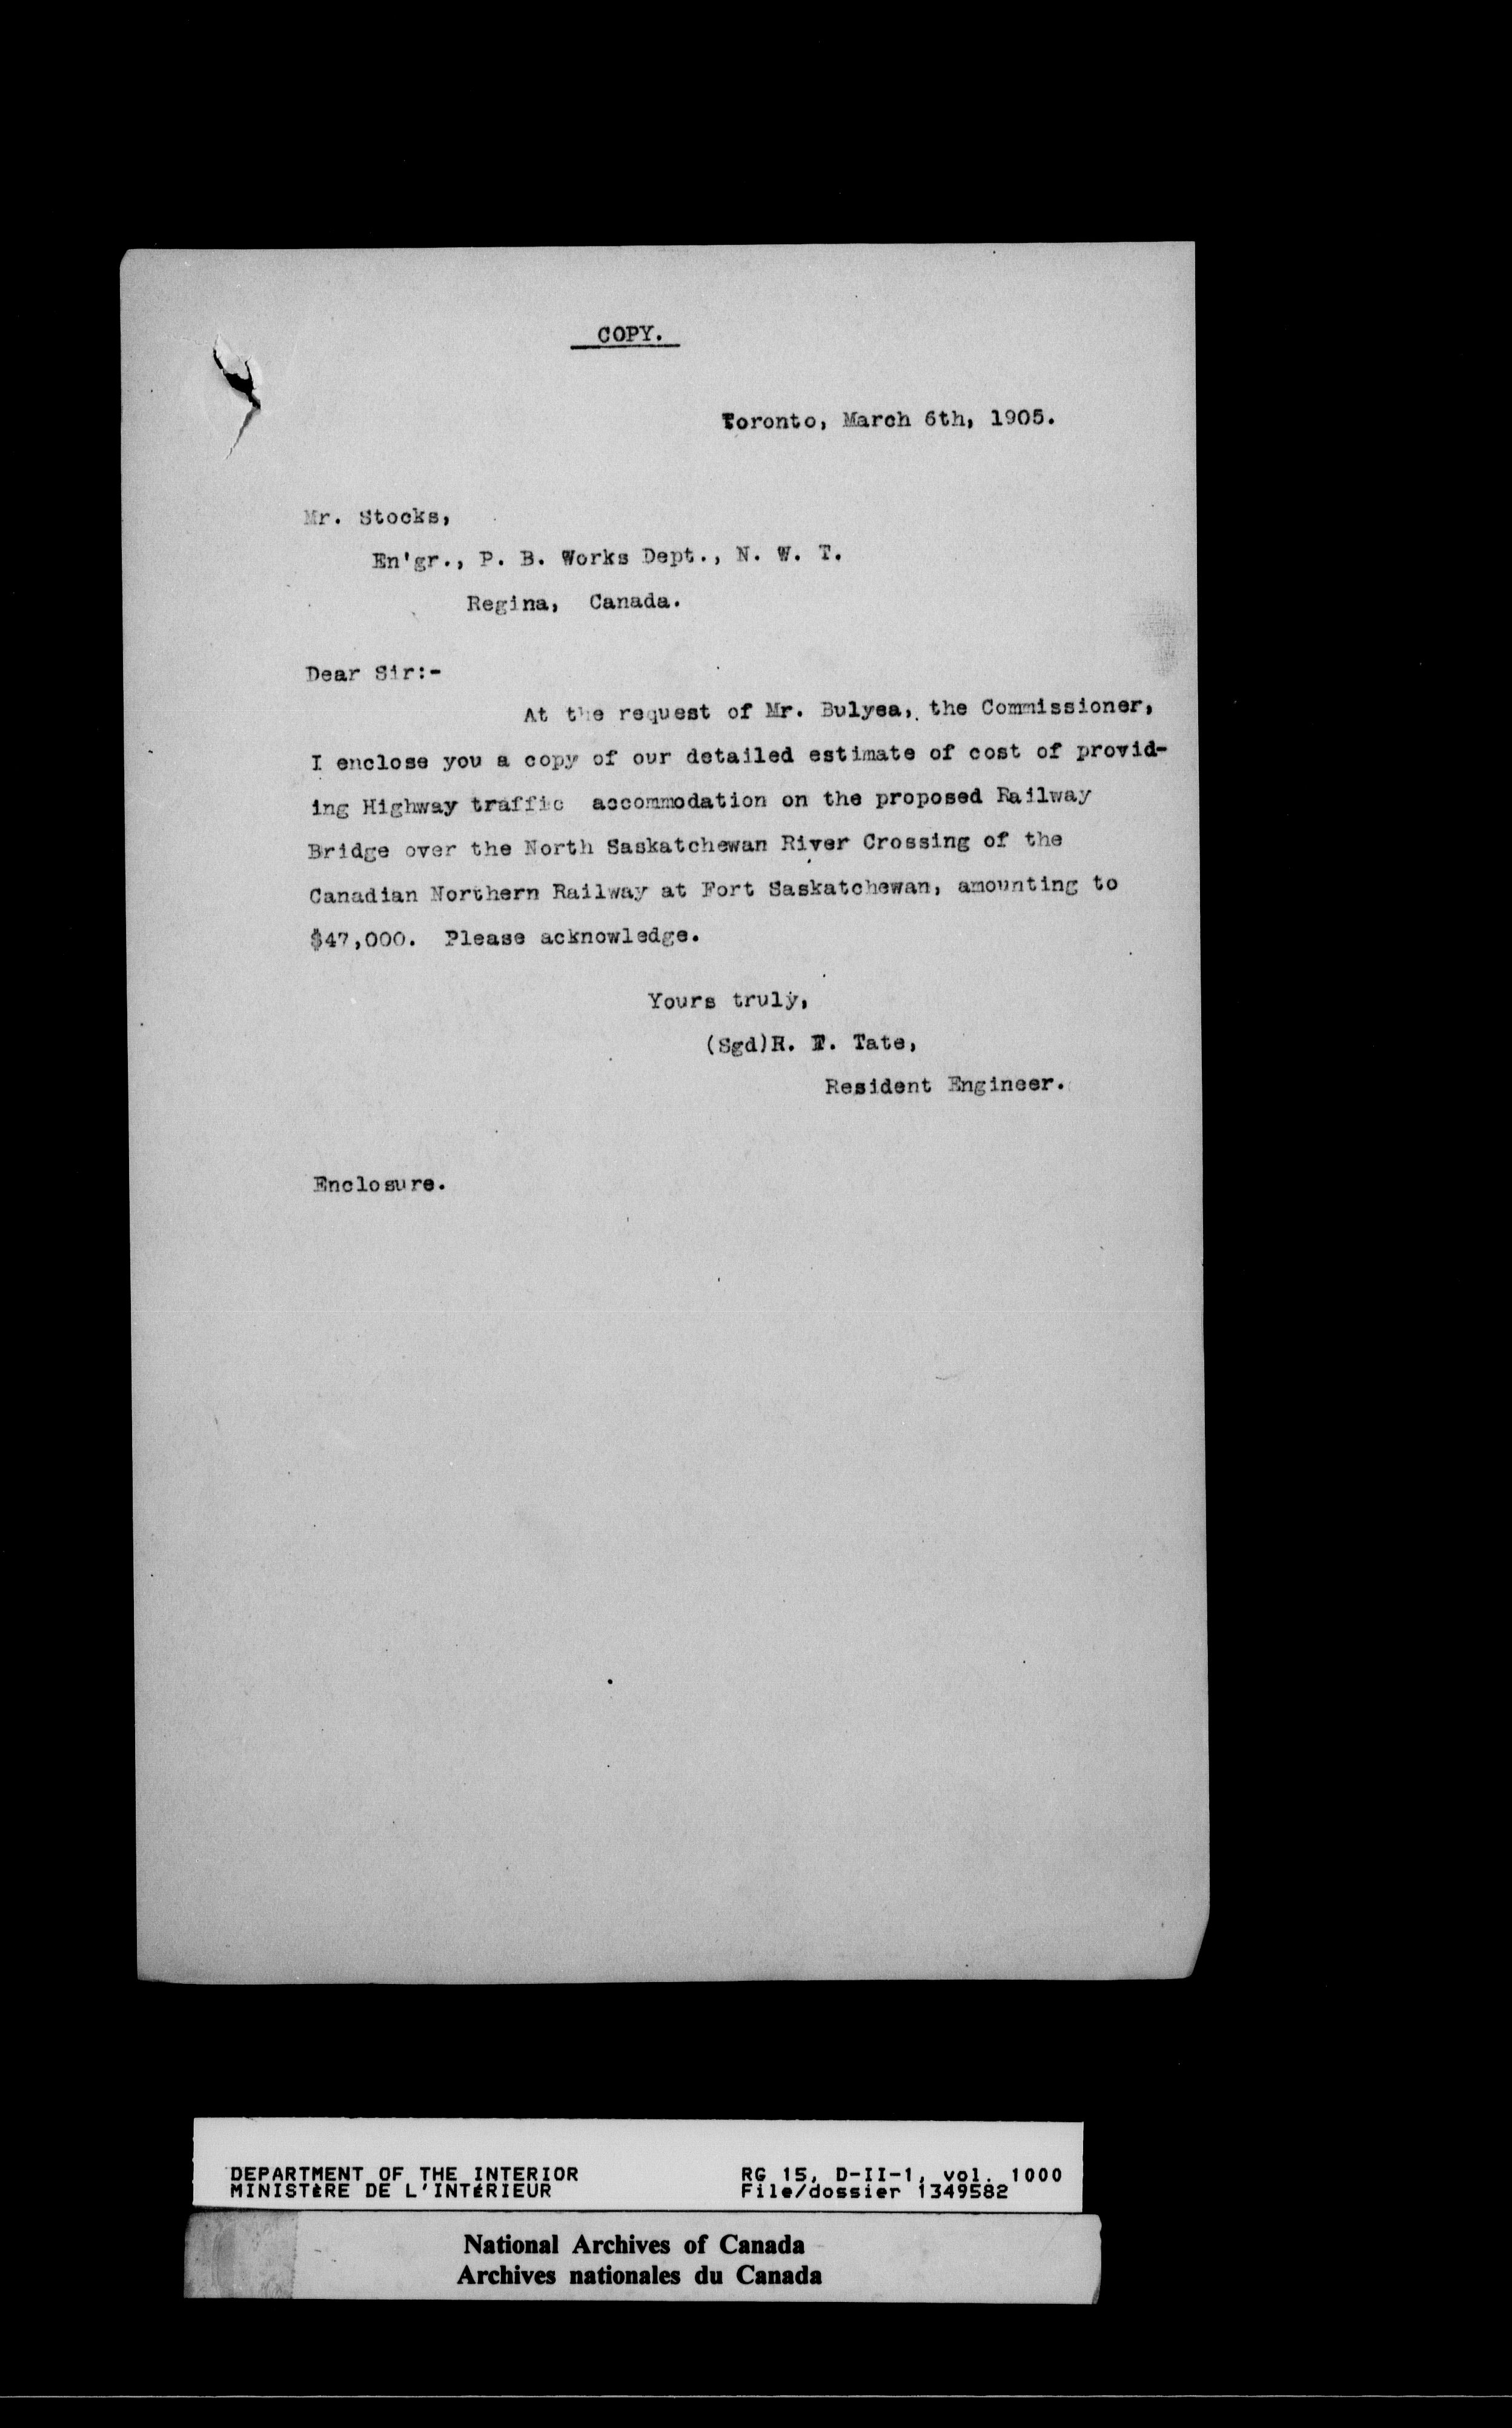 COPY.
Toronto, March 6th, 1905.
Mr. Stocks,
En'gr., P. B. Works Dept., N. W. T.
Regina, Canada.
Dear Sir:-
At the request of Mr. Bulyea, the Commissioner,
I enclose you a copy of our detailed estimate of cost of provid-
ing Highway traffic accommodation on the proposed Railway
Bridge over the North Saskatchewan River Crossing of the
Canadian Northern Railway at Fort Saskatchewan, amounting to
$47,000. Please acknowledge.
Yours truly,
(Sgd)R. F. Tate,
Resident Engineer.
Enclosure.
DEPARTMENT OF THE INTERIOR RG 15, D-II-1, vol. 1000
MINISTÈRE DE L'INTÉRIEUR File/dossier 1349582
National Archives of Canada
Archives nationales du Canada